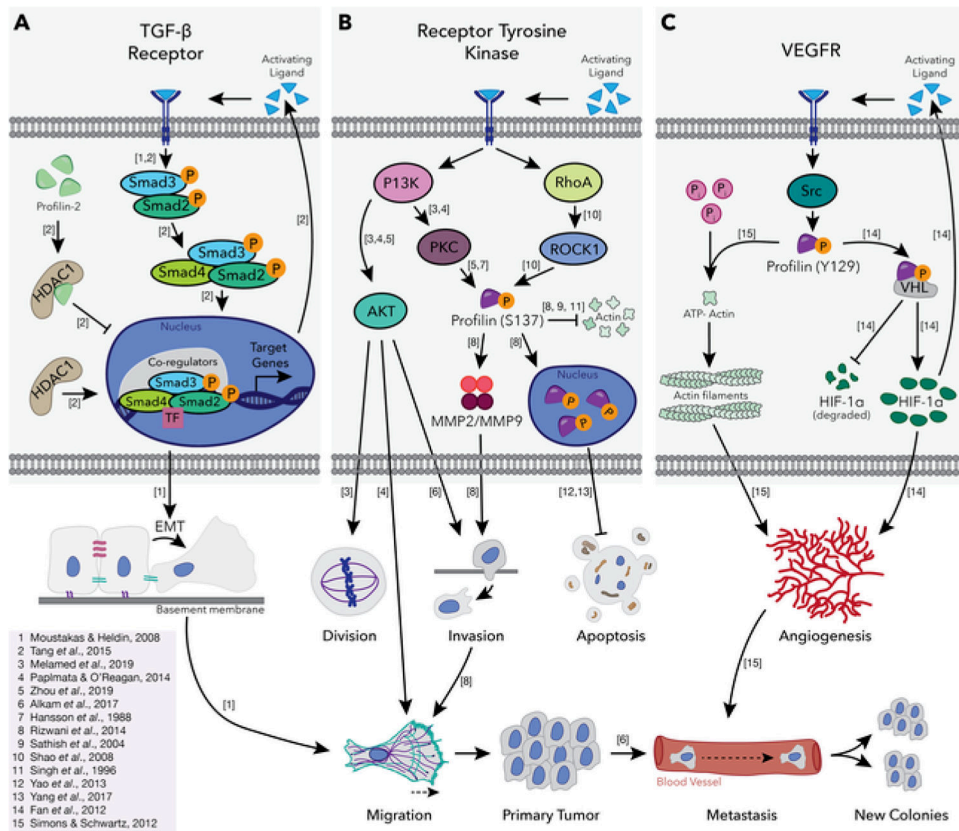 A
TGF-β
Receptor
Activating
Ligand
[1,2]
Smad3
P
Smad2
P
Profilin-2
[2]
[2]
[2]
Smad3
P
Smad4
Smad2
P
HDAC1
[2]
[2]
Nucleus
Co-regulators
Target
Genes
Smad3
P
P
Smad4
Smad2
TF
HDAC1
[2]
[1]
EMT
Basement membrane
B
Receptor Tyrosine
Kinase
Activating
Ligand
P13K
RhoA
[3,4]
[10]
[3,4,5]
PKC
ROCK1
[5,7]
[10]
AKT
P
[8, 9, 11]
Actin
Profilin (S137)
[8]
[8]
Nucleus
P
P
P
MMP2/MMP9
[3]
[4]
[6]
[8]
[12,13]
Division
Invasion
Apoptosis
C
VEGFR
Activating
Ligand
Src
Pi
Pi
Pi
[15]
[14]
[14]
P
Profilin (Y129)
P
VHL
ATP- Actin
[14]
[14]
Actin filaments
HIF-1α
(degraded)
HIF-1α
[15]
[14]
Angiogenesis
[15]
1 Moustakas & Heldin, 2008
2 Tang et al., 2015
3 Melamed et al., 2019
4 Paplmata & O'Reagan, 2014
5 Zhou et al., 2019
6 Alkam et al., 2017
7 Hansson et al., 1988
8 Rizwani et al., 2014
9 Sathish et al., 2004
10 Shao et al., 2008
11 Singh et al., 1996
12 Yao et al., 2013
13 Yang et al., 2017
14 Fan et al., 2012
15 Simons & Schwartz, 2012
[1]
[8]
[6]
Blood Vessel
Migration
Primary Tumor
Metastasis
New Colonies